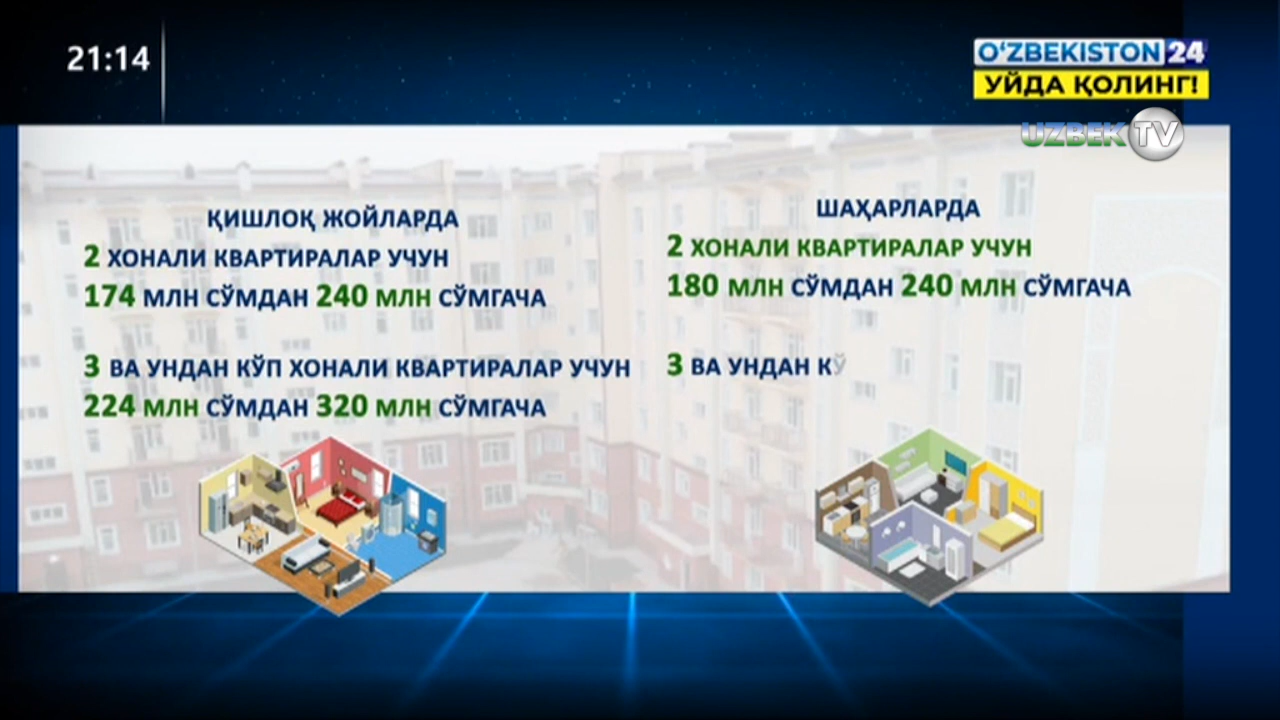 21:14
O‘ZBEKISTON 24
УЙДА ҚОЛИНГ!
UZBEK TV
ҚИШЛОҚ ЖОЙЛАРДА
2 ХОНАЛИ КВАРТИРАЛАР УЧУН
174 МЛН СЎМДАН 240 МЛН СЎМГАЧА
3 ВА УНДАН КЎП ХОНАЛИ КВАРТИРАЛАР УЧУН
224 МЛН СЎМДАН 320 МЛН СЎМГАЧА
ШАҲАРЛАРДА
2 ХОНАЛИ КВАРТИРАЛАР УЧУН
180 МЛН СЎМДАН 240 МЛН СЎМГАЧА
3 ВА УНДАН КЎ